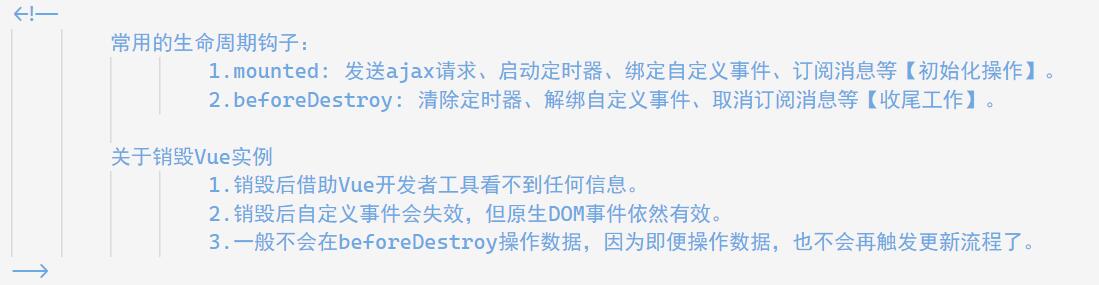 <!--
常用的生命周期钩子：
1.mounted: 发送ajax请求、启动定时器、绑定自定义事件、订阅消息等【初始化操作】。
2.beforeDestroy: 清除定时器、解绑自定义事件、取消订阅消息等【收尾工作】。
关于销毁Vue实例
1.销毁后借助Vue开发者工具看不到任何信息。
2.销毁后自定义事件会失效，但原生DOM事件依然有效。
3.一般不会在beforeDestroy操作数据，因为即便操作数据，也不会再触发更新流程了。
-->